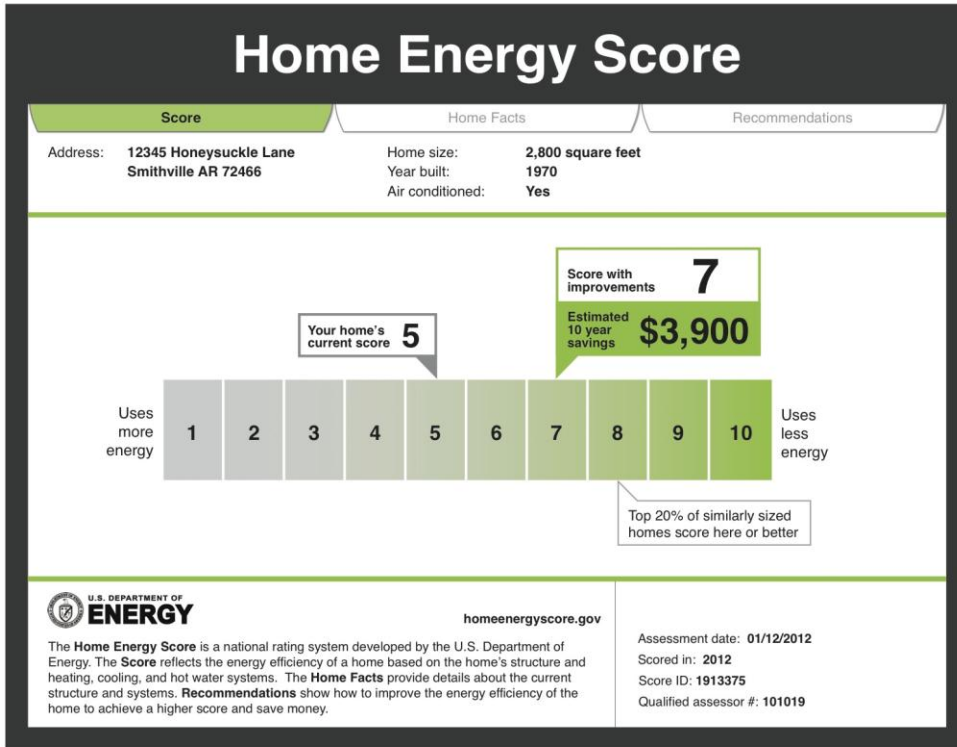 Home Energy Score
Score
Home Facts
Recommendations
Address: 12345 Honeysuckle Lane
Smithville AR 72466
Home size: 2,800 square feet
Year built: 1970
Air conditioned: Yes
Score with
improvements 7
Estimated
10 year
savings $3,900
Your home's
current score 5
Uses
more
energy
1 2 3 4 5 6 7 8 9 10
Uses
less
energy
Top 20% of similarly sized
homes score here or better
U.S. DEPARTMENT OF
ENERGY
homeenergyscore.gov
The Home Energy Score is a national rating system developed by the U.S. Department of
Energy. The Score reflects the energy efficiency of a home based on the home's structure and
heating, cooling, and hot water systems. The Home Facts provide details about the current
structure and systems. Recommendations show how to improve the energy efficiency of the
home to achieve a higher score and save money.
Assessment date: 01/12/2012
Scored in: 2012
Score ID: 1913375
Qualified assessor #: 101019